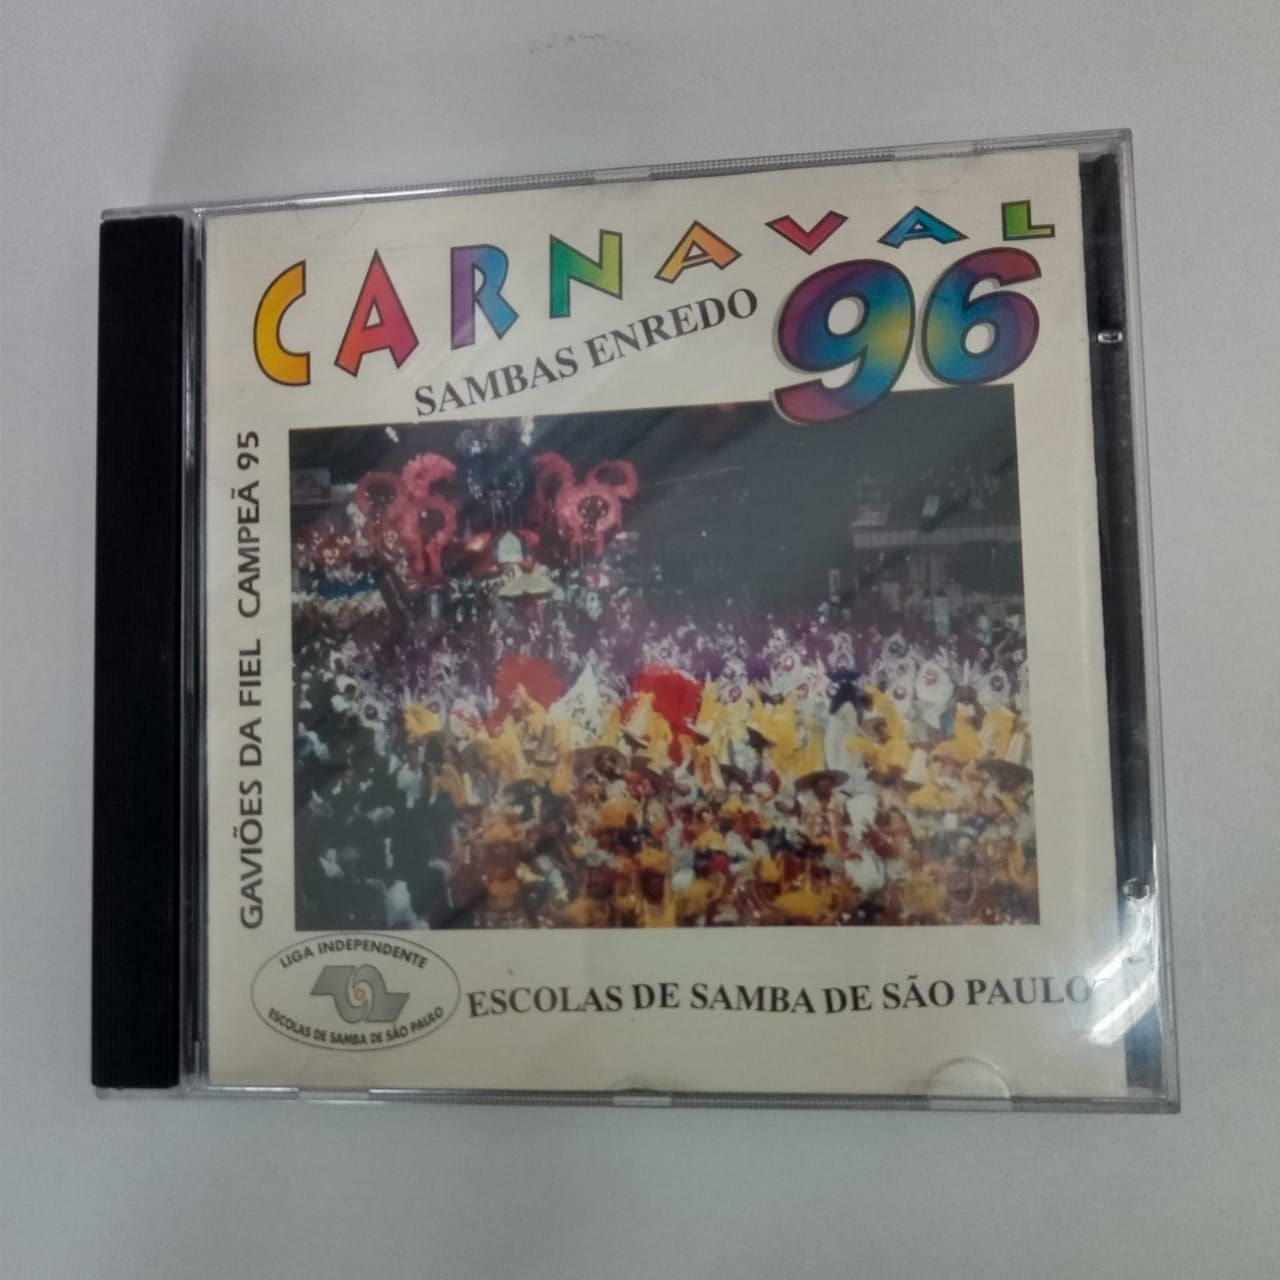 CARNAVAL
96
SAMBAS ENREDO
GAVIÕES DA FIEL CAMPEÃ 95
LIGA INDEPENDENTE
ESCOLAS DE SAMBA DE SÃO PAULO
ESCOLAS DE SAMBA DE SÃO PAULO